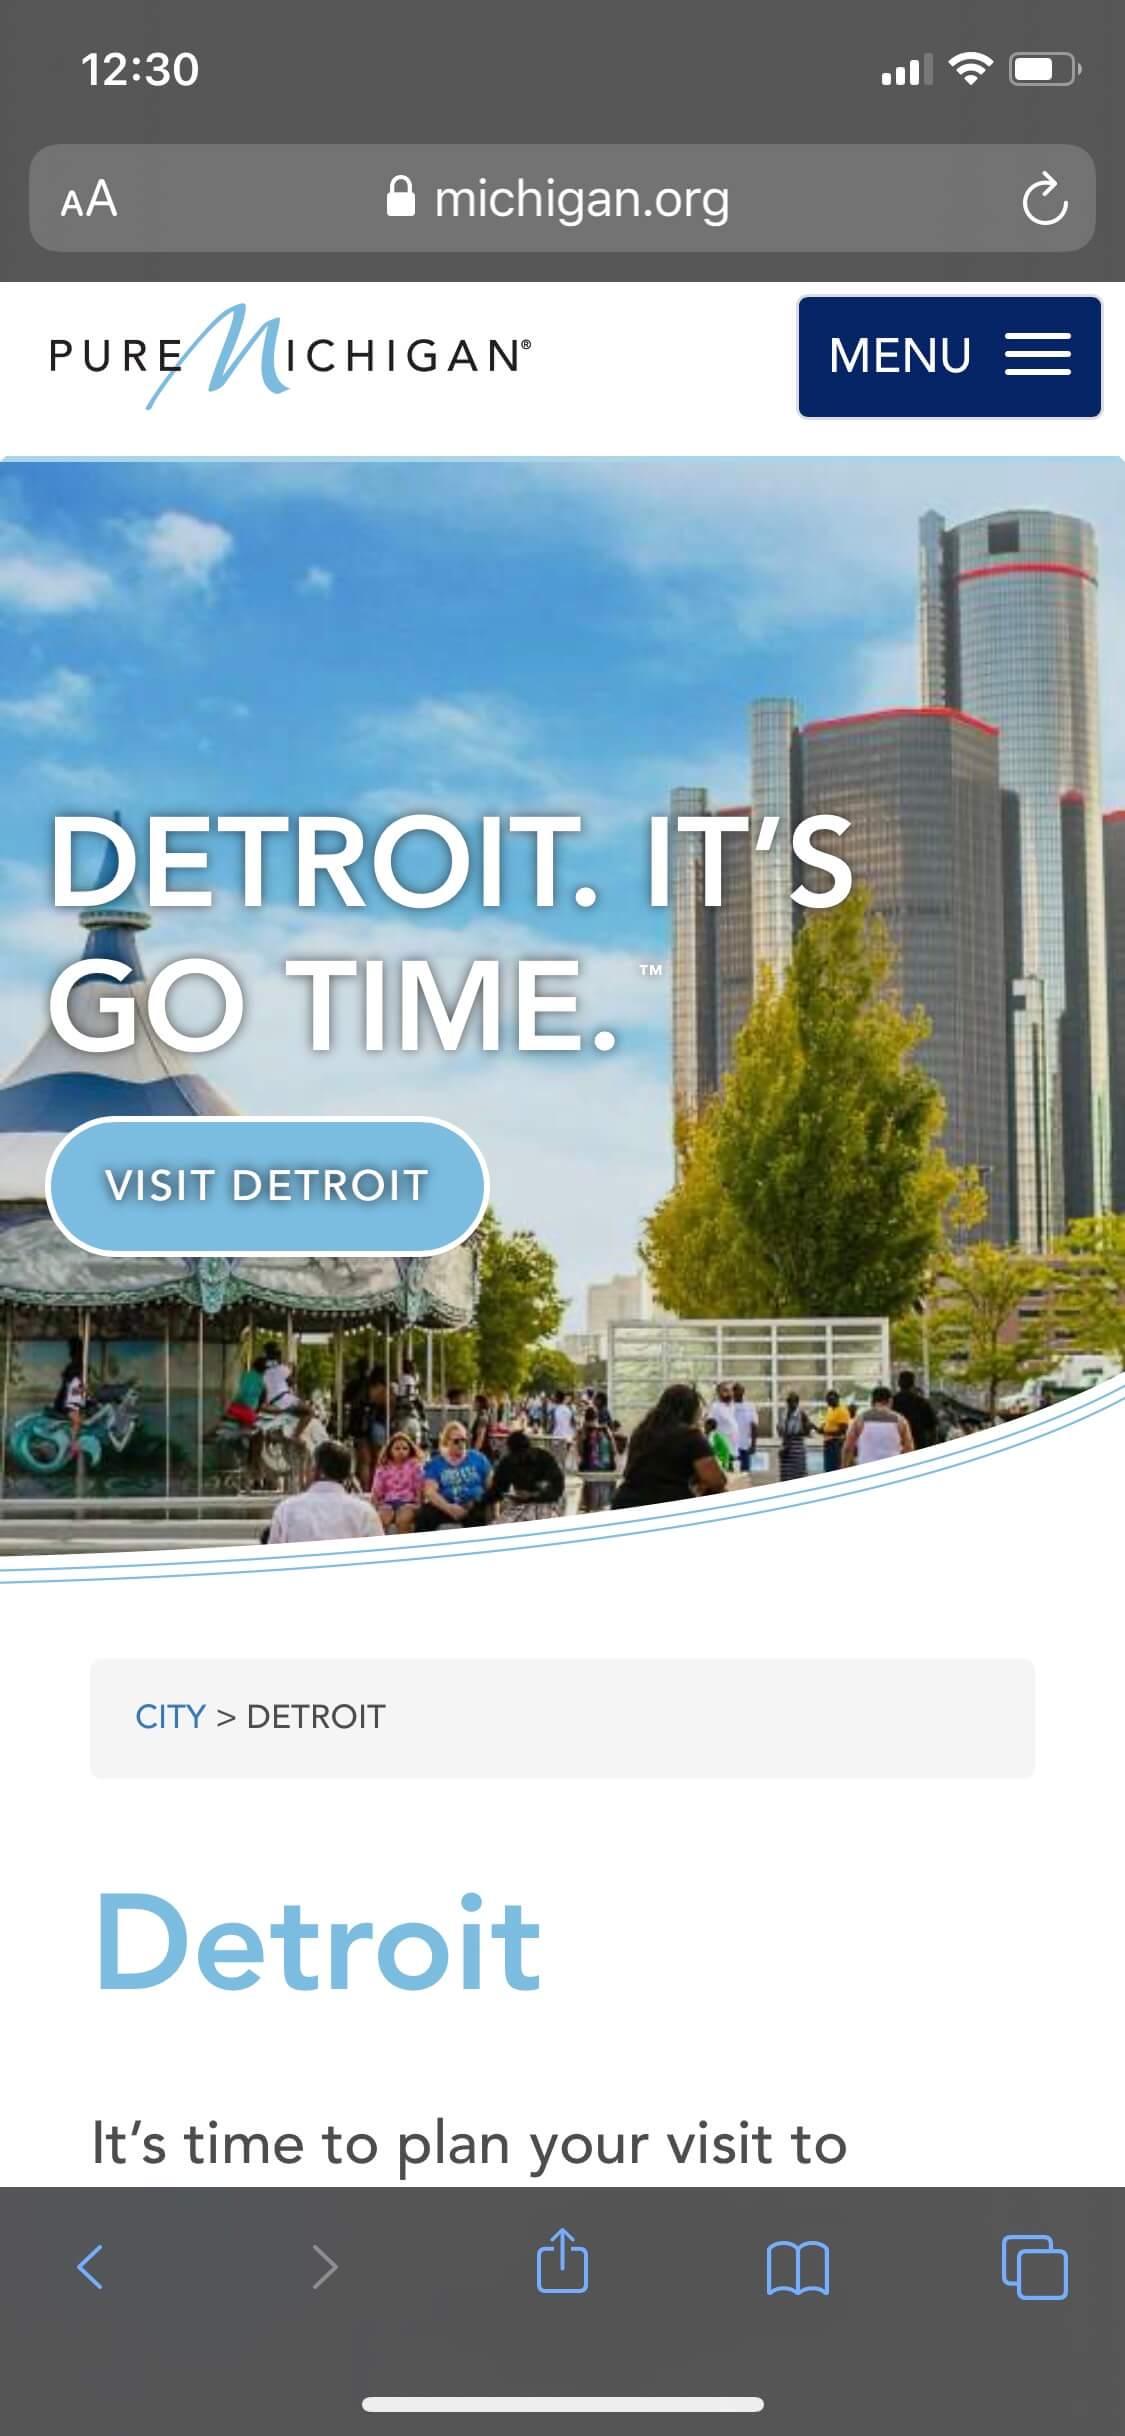 12:30
AA michigan.org
PURE MICHIGAN®
MENU
DETROIT. IT’S
GO TIME. ™
VISIT DETROIT
CITY > DETROIT
Detroit
It’s time to plan your visit to